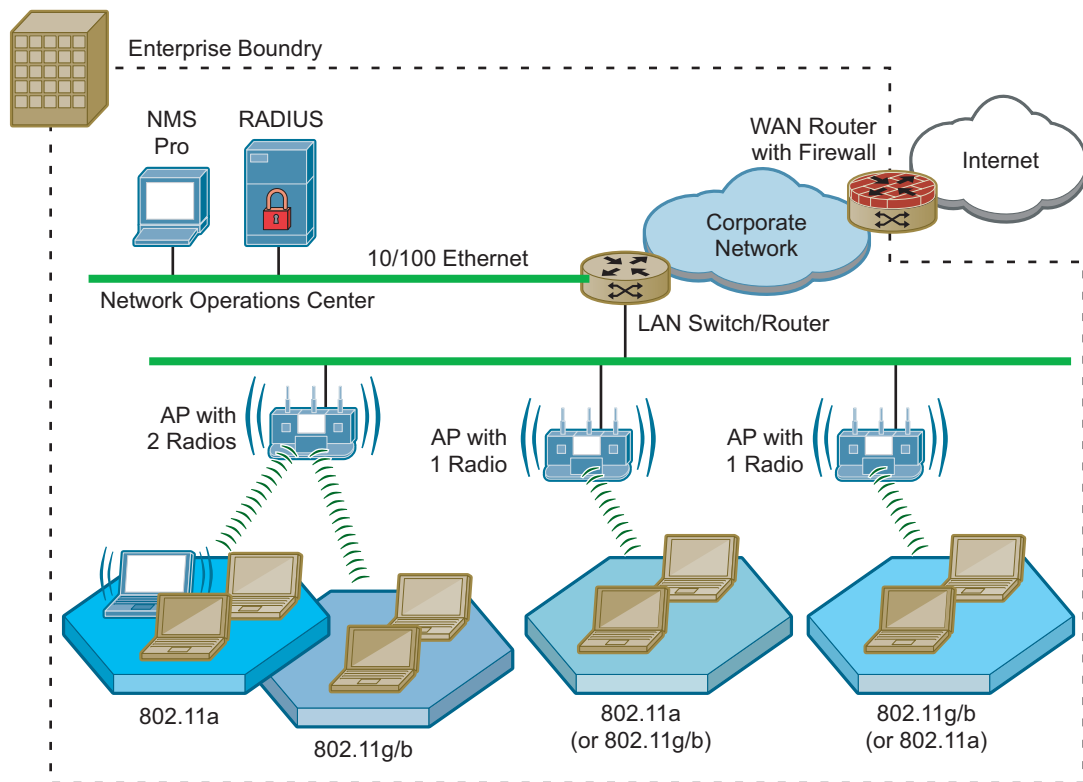 Enterprise Boundry
NMS
Pro
RADIUS
WAN Router
with Firewall
Internet
Corporate
Network
10/100 Ethernet
Network Operations Center
LAN Switch/Router
AP with
2 Radios
AP with
1 Radio
AP with
1 Radio
802.11a
802.11g/b
802.11a
(or 802.11g/b)
802.11g/b
(or 802.11a)